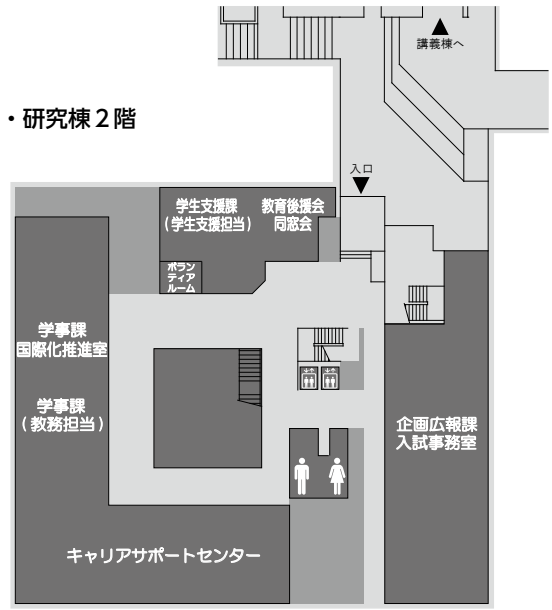 講義棟へ
・研究棟２階
入口
学生支援課
（学生支援担当）
教育後援会
同窓会
ボラン
ティア
ルーム
学事課
国際化推進室
学事課
（教務担当）
企画広報課
入試事務室
キャリアサポートセンター